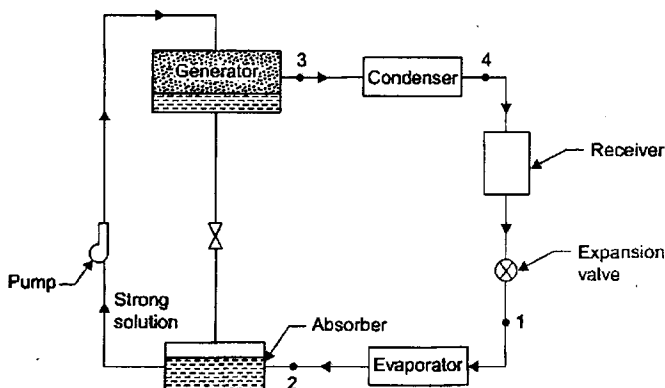 3
4
Generator
Condenser
Receiver
Expansion
valve
Pump
Strong
solution
1
Absorber
Evaporator
2